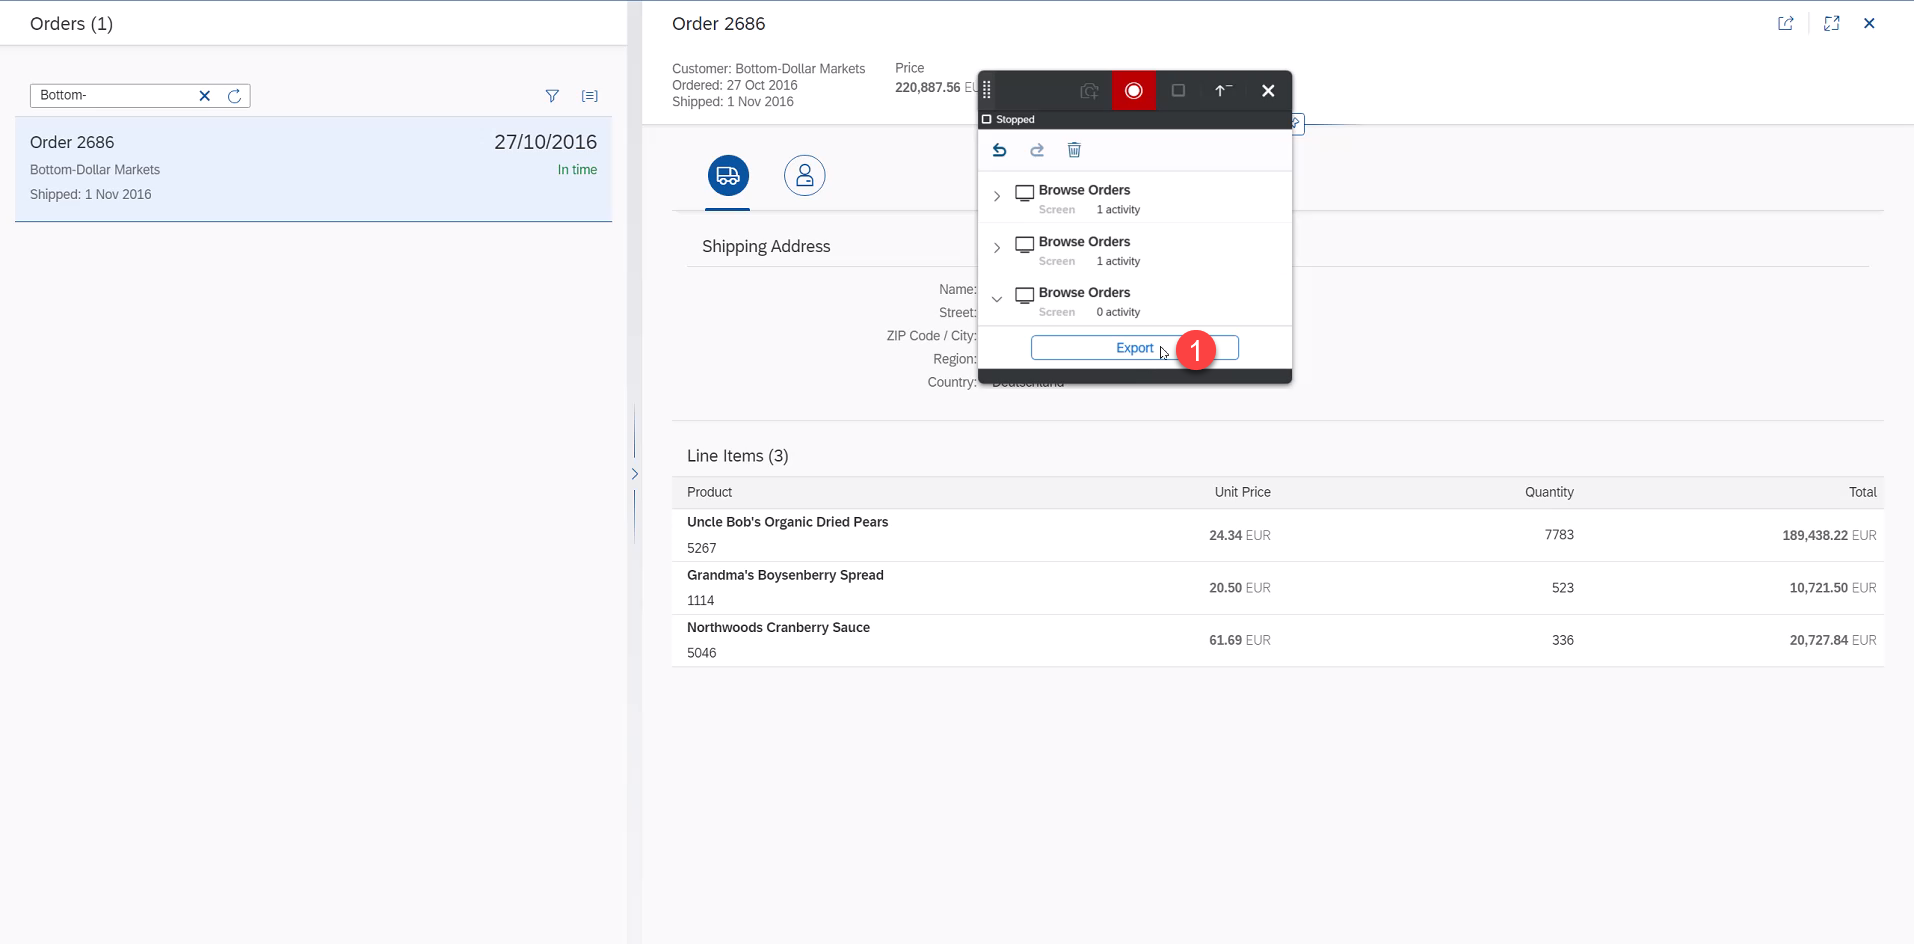 Orders (1)
Bottom-
Order 2686
27/10/2016
Bottom-Dollar Markets
In time
Shipped: 1 Nov 2016
Order 2686
Customer: Bottom-Dollar Markets
Ordered: 27 Oct 2016
Shipped: 1 Nov 2016
Price
220,887.56 EU
Stopped
Browse Orders
Screen 1 activity
Browse Orders
Screen 1 activity
Browse Orders
Screen 0 activity
Export
1
Shipping Address
Name:
Street:
ZIP Code / City:
Region:
Country: Deutschland
Line Items (3)
Product Unit Price Quantity Total
Uncle Bob's Organic Dried Pears
5267
24.34 EUR 7783 189,438.22 EUR
Grandma's Boysenberry Spread
1114
20.50 EUR 523 10,721.50 EUR
Northwoods Cranberry Sauce
5046
61.69 EUR 336 20,727.84 EUR